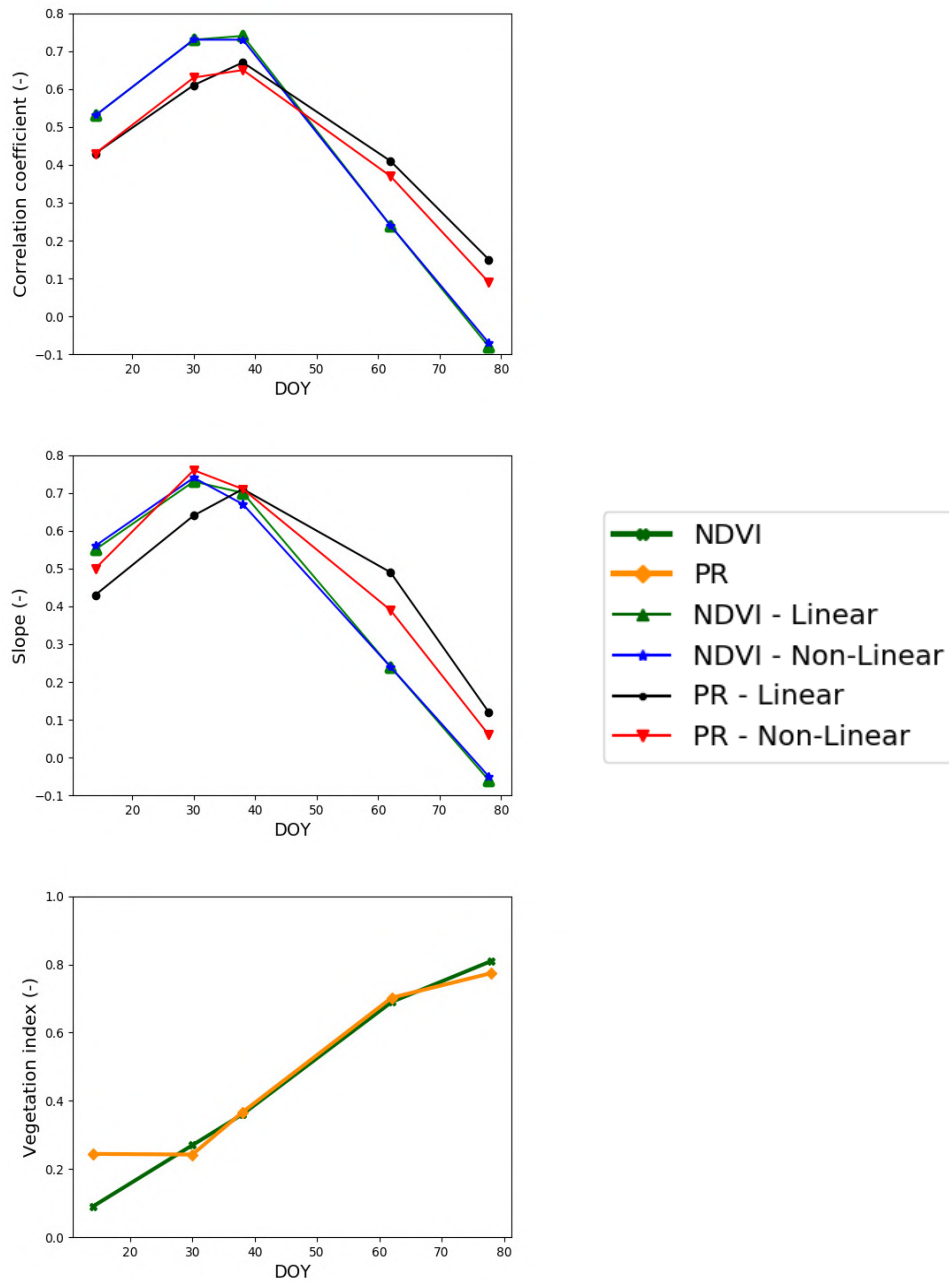 0.8
0.7
0.6
0.5
0.4
0.3
0.2
0.1
0.0
−0.1
Correlation coefficient (-)
20 30 40 50 60 70 80
DOY
0.8
0.7
0.6
0.5
0.4
0.3
0.2
0.1
0.0
−0.1
Slope (-)
20 30 40 50 60 70 80
DOY
NDVI
PR
NDVI - Linear
NDVI - Non-Linear
PR - Linear
PR - Non-Linear
1.0
0.8
0.6
0.4
0.2
0.0
Vegetation index (-)
20 30 40 50 60 70 80
DOY